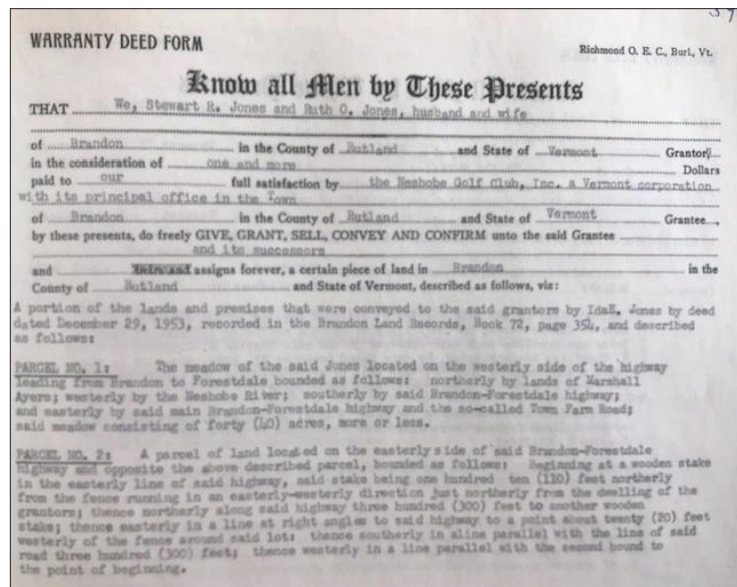 WARRANTY DEED FORM
Richmond O. E. C., Burl., Vt.
Know all Men by These Presents
THAT We, Stewart R. Jones and Ruth O. Jones, husband and wife
of Brandon in the County of Rutland and State of Vermont Grantors
in the consideration of one and more Dollars
paid to our full satisfaction by the Neshobe Golf Club, Inc. a Vermont corporation
with its principal office in the Town
of Brandon in the County of Rutland and State of Vermont Grantee,
by these presents, do freely GIVE, GRANT, SELL, CONVEY AND CONFIRM unto the said Grantee
and its successors
and assigns forever, a certain piece of land in Brandon in the
County of Rutland and State of Vermont, described as follows, viz:
A portion of the lands and premises that were conveyed to the said grantors by IdaE. Jones by deed
dated December 29, 1953, recorded in the Brandon Land Records, Book 72, page 354, and described
as follows:
PARCEL NO. 1: The meadow of the said Jones located on the westerly side of the highway
leading from Brandon to Forestdale bounded as follows: northerly by lands of Marshall
Ayers; westerly by the Neshobe River; southerly by said Brandon-Forestdale highway;
and easterly by said main Brandon-Forestdale highway and the so-called Town Farm Road;
said meadow consisting of forty (40) adres, more or less.
PARCEL NO. 2: A parcel of land located on the easterly side of said Brandon-Forestdale
highway and opposite the above described parcel, bounded as follows: Beginning at a wooden stake
in the easterly line of said highway, said stake being one hundred ten (110) feet northerly
from the fence running in an easterly-westerly direction just northerly from the dwelling of the
grantors; thence northerly along said highway three hundred (300) feet to another wooden
stake; thence easterly in a line at right angles to said highway to a point about twenty (20) feet
westerly of the fence around said lot; thence southerly in aline parallel with the line of said
road three hundred (300) feet; thence westerly in a line parallel with the second bound to
the point of beginning.